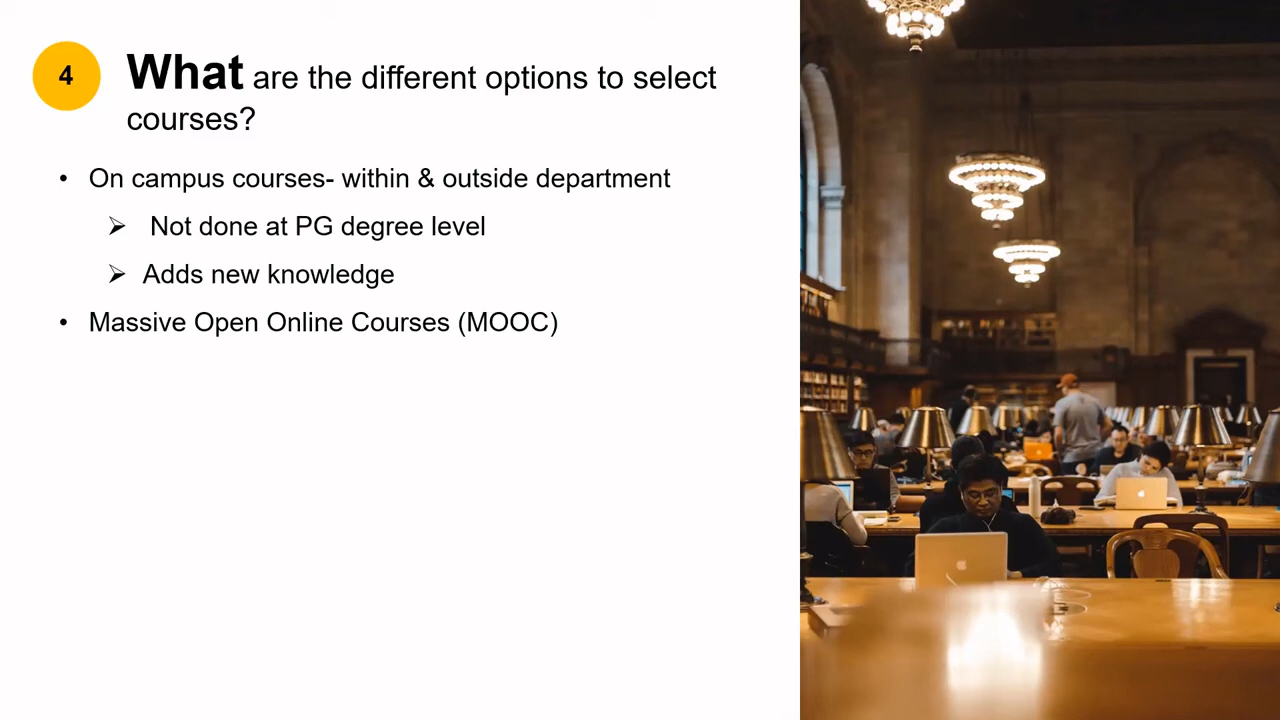 4
What are the different options to select
courses?
• On campus courses- within & outside department
➢ Not done at PG degree level
➢ Adds new knowledge
• Massive Open Online Courses (MOOC)